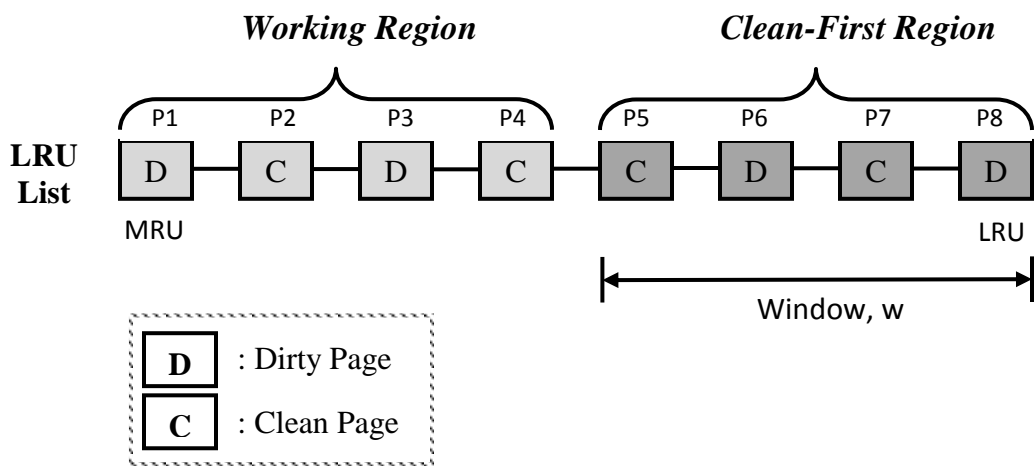 Working Region Clean-First Region
P1 P2 P3 P4 P5 P6 P7 P8
LRU
List
D C D C C D C D
MRU LRU
Window, w
D : Dirty Page
C : Clean Page